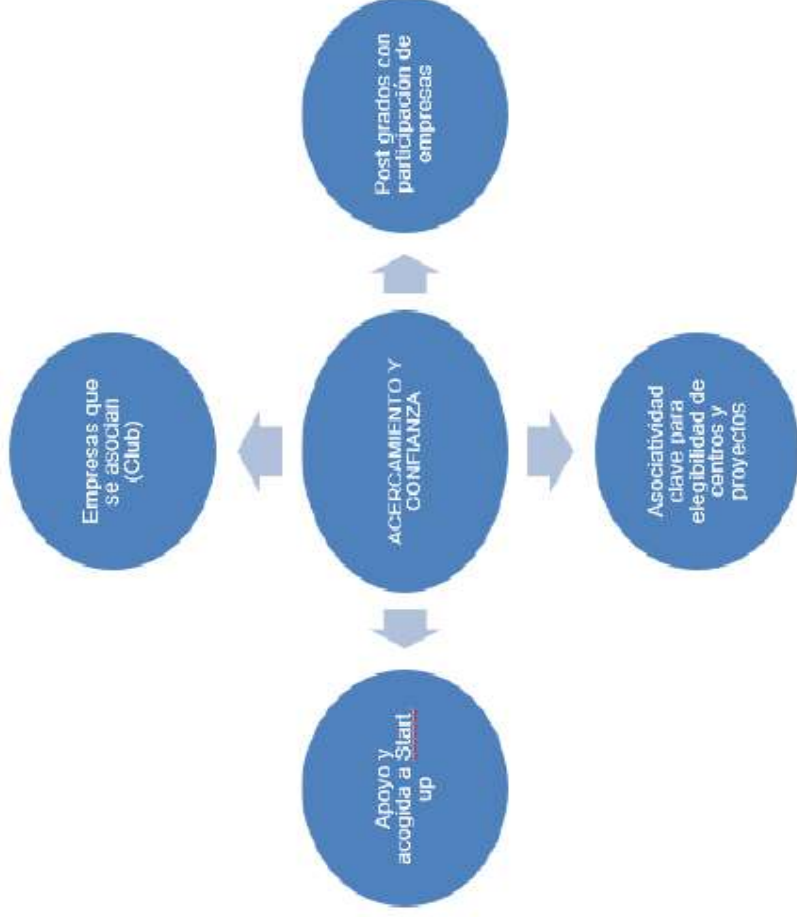 Empresas que
se asocian
(Club)
Apoyo y
acogida a Start
up
ACERCAMIENTO Y
CONFIANZA
Post grados con
participación de
empresas
Asociatividad
clave para
elegibilidad de
centros y
proyectos